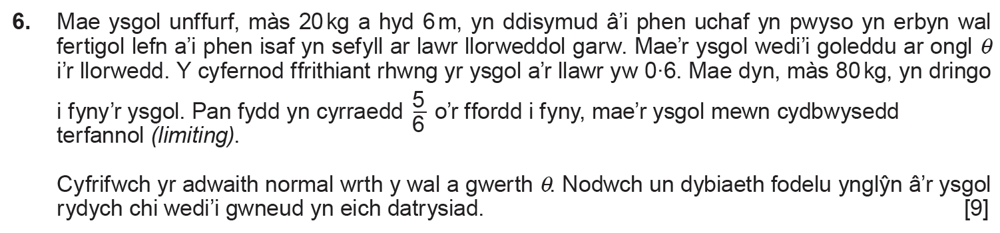 6. Mae ysgol unffurf, màs 20 kg a hyd 6 m, yn ddisymud â'i phen uchaf yn pwyso yn erbyn wal
fertigol lefn a'i phen isaf yn sefyll ar lawr llorweddol garw. Mae'r ysgol wedi'i goleddu ar ongl θ
i'r llorwedd. Y cyfernod ffrithiant rhwng yr ysgol a'r llawr yw 0·6. Mae dyn, màs 80 kg, yn dringo
i fyny'r ysgol. Pan fydd yn cyrraedd 5/6 o'r ffordd i fyny, mae'r ysgol mewn cydbwysedd
terfannol (limiting).
Cyfrifwch yr adwaith normal wrth y wal a gwerth θ. Nodwch un dybiaeth fodelu ynglŷn â'r ysgol
rydych chi wedi'i gwneud yn eich datrysiad. [9]